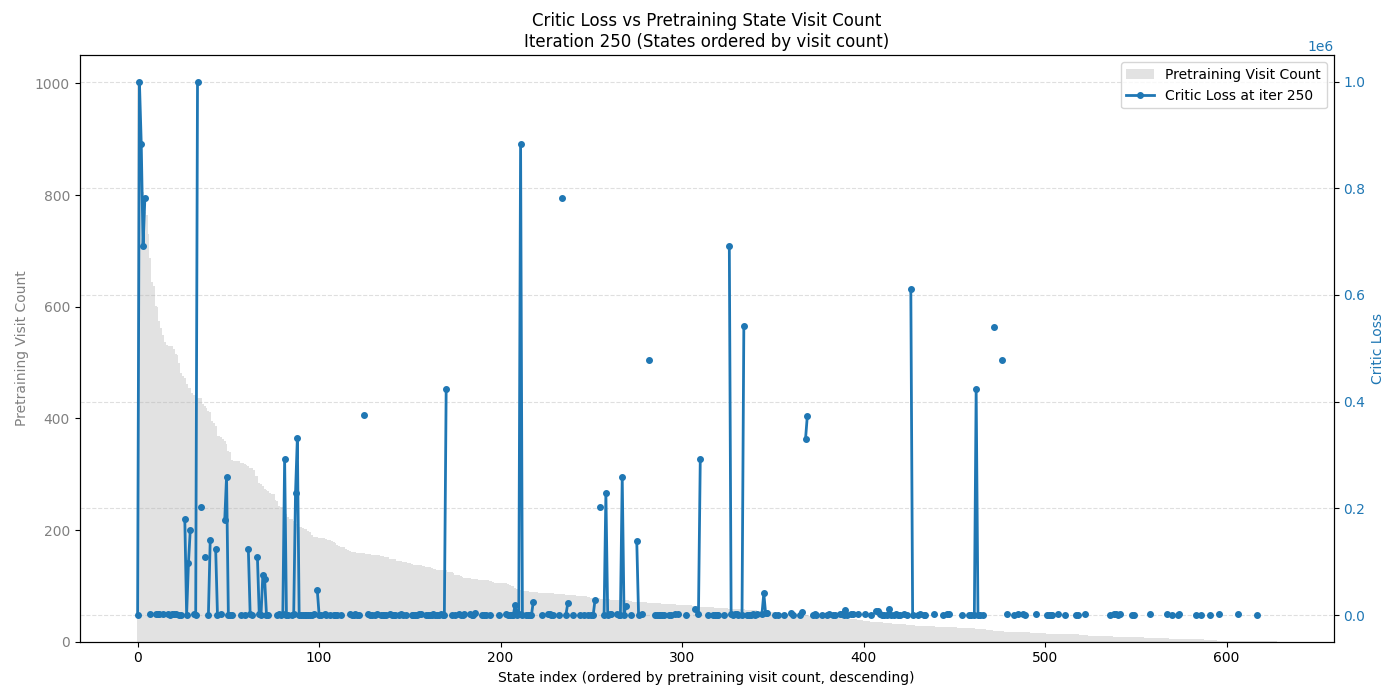 Critic Loss vs Pretraining State Visit Count
Iteration 250 (States ordered by visit count)
1e6
Pretraining Visit Count
Critic Loss at iter 250
1000
800
600
400
200
0
Pretraining Visit Count
1.0
0.8
0.6
0.4
0.2
0.0
Critic Loss
0 100 200 300 400 500 600
State index (ordered by pretraining visit count, descending)